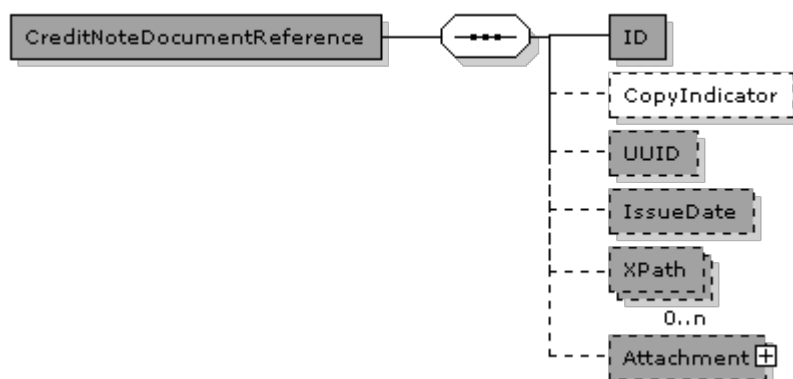 CreditNoteDocumentReference
ID
CopyIndicator
UUID
IssueDate
XPath
0..n
Attachment